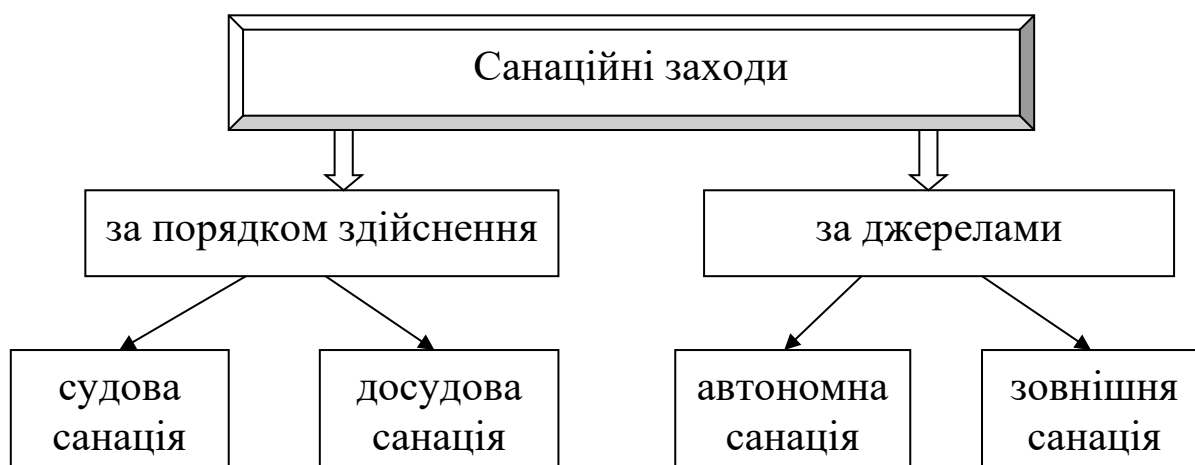 Санаційні заходи
за порядком здійснення
за джерелами
судова
санація
досудова
санація
автономна
санація
зовнішня
санація